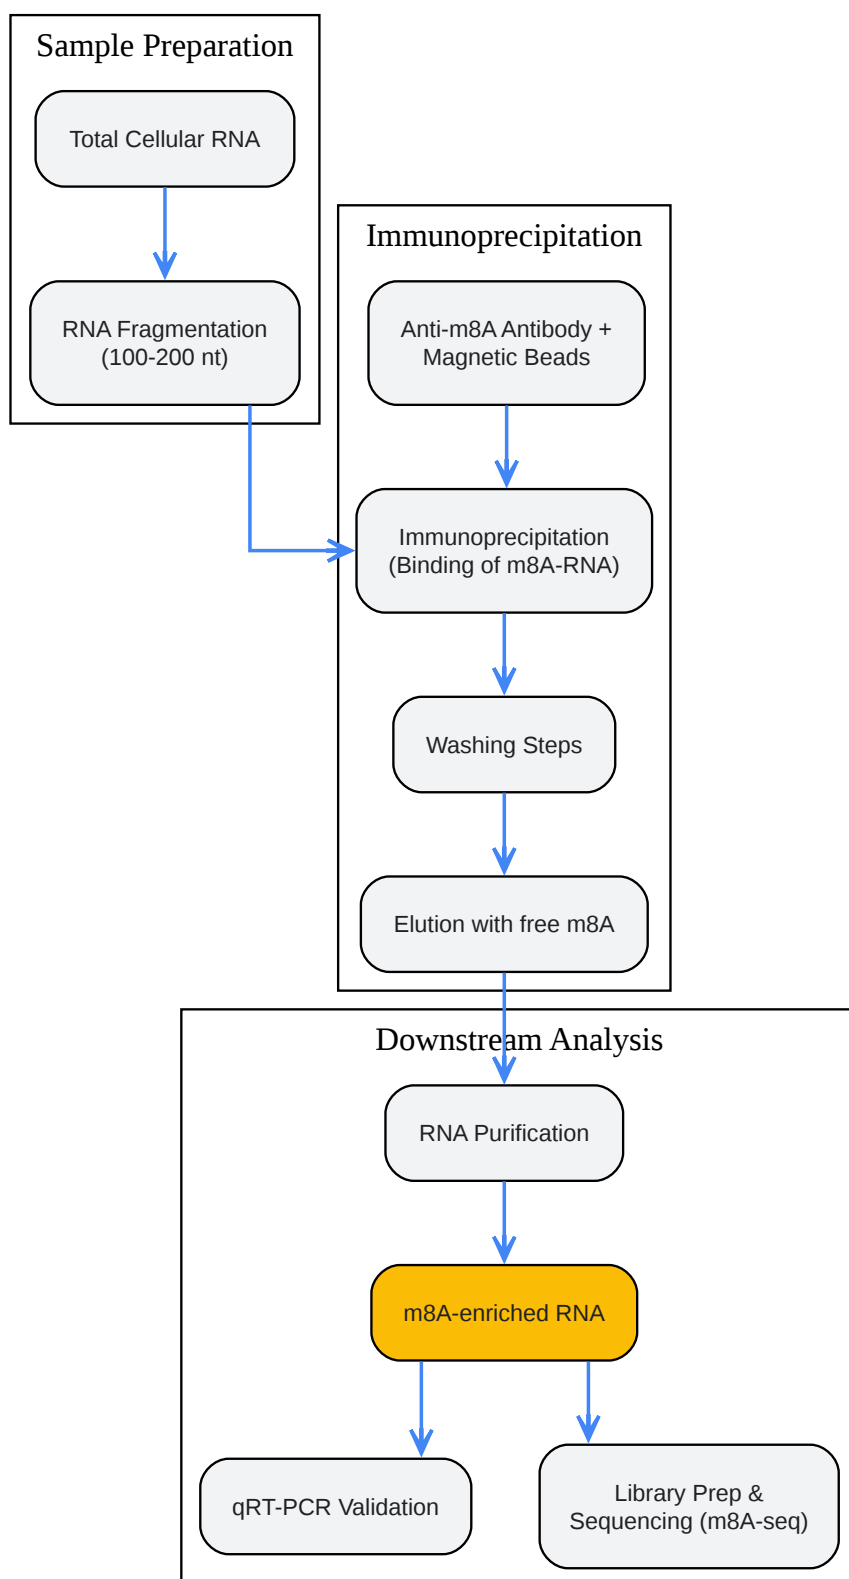 Sample Preparation
Total Cellular RNA
RNA Fragmentation
(100-200 nt)
Immunoprecipitation
Anti-m8A Antibody +
Magnetic Beads
Immunoprecipitation
(Binding of m8A-RNA)
Washing Steps
Elution with free m8A
Downstream Analysis
RNA Purification
m8A-enriched RNA
qRT-PCR Validation
Library Prep &
Sequencing (m8A-seq)